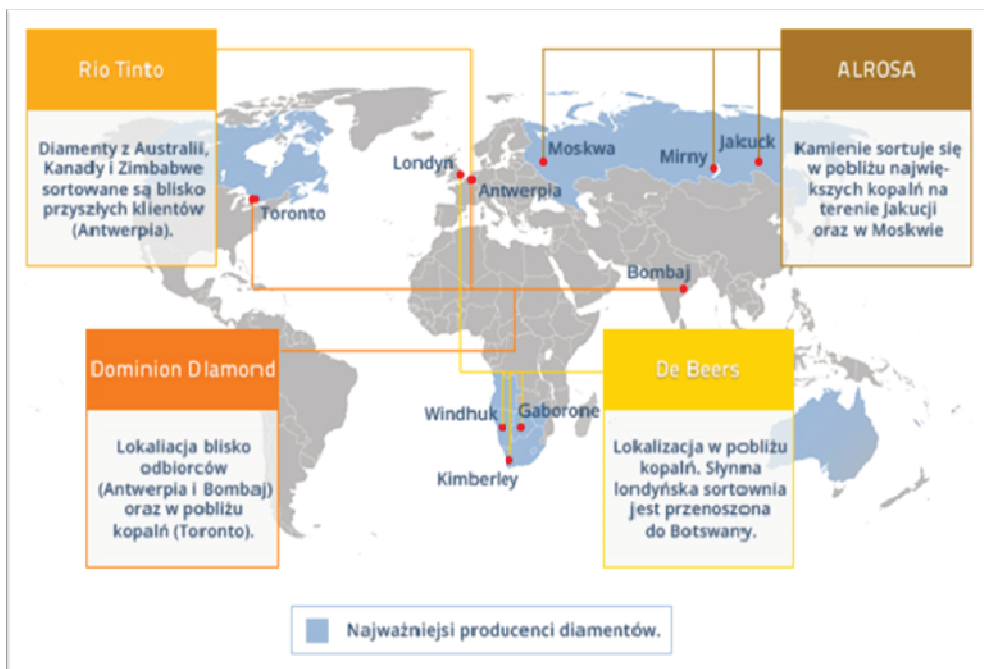 Rio Tinto
Diamenty z Australii,
Kanady i Zimbabwe
sortowane są blisko
przyszłych klientów
(Antwerpia).
ALROSA
Kamienie sortuje się
w pobliżu najwię-
kszych kopalń na
terenie Jakucji
oraz w Moskwie
Londyn
Antwerpia
Moskwa
Mirny
Jakuck
Toronto
Bombaj
Dominion Dlamond
Lokaliacja blisko
odbiorców
(Antwerpia i Bombaj)
oraz w pobliżu
kopalń (Toronto).
Windhuk
Gaborone
Kimberley
De Beers
Lokalizacja w pobliżu
kopalń. Słynna
londyńska sortownia
jest przenoszona
do Botswany.
Najważniejsi producenci diamentów.